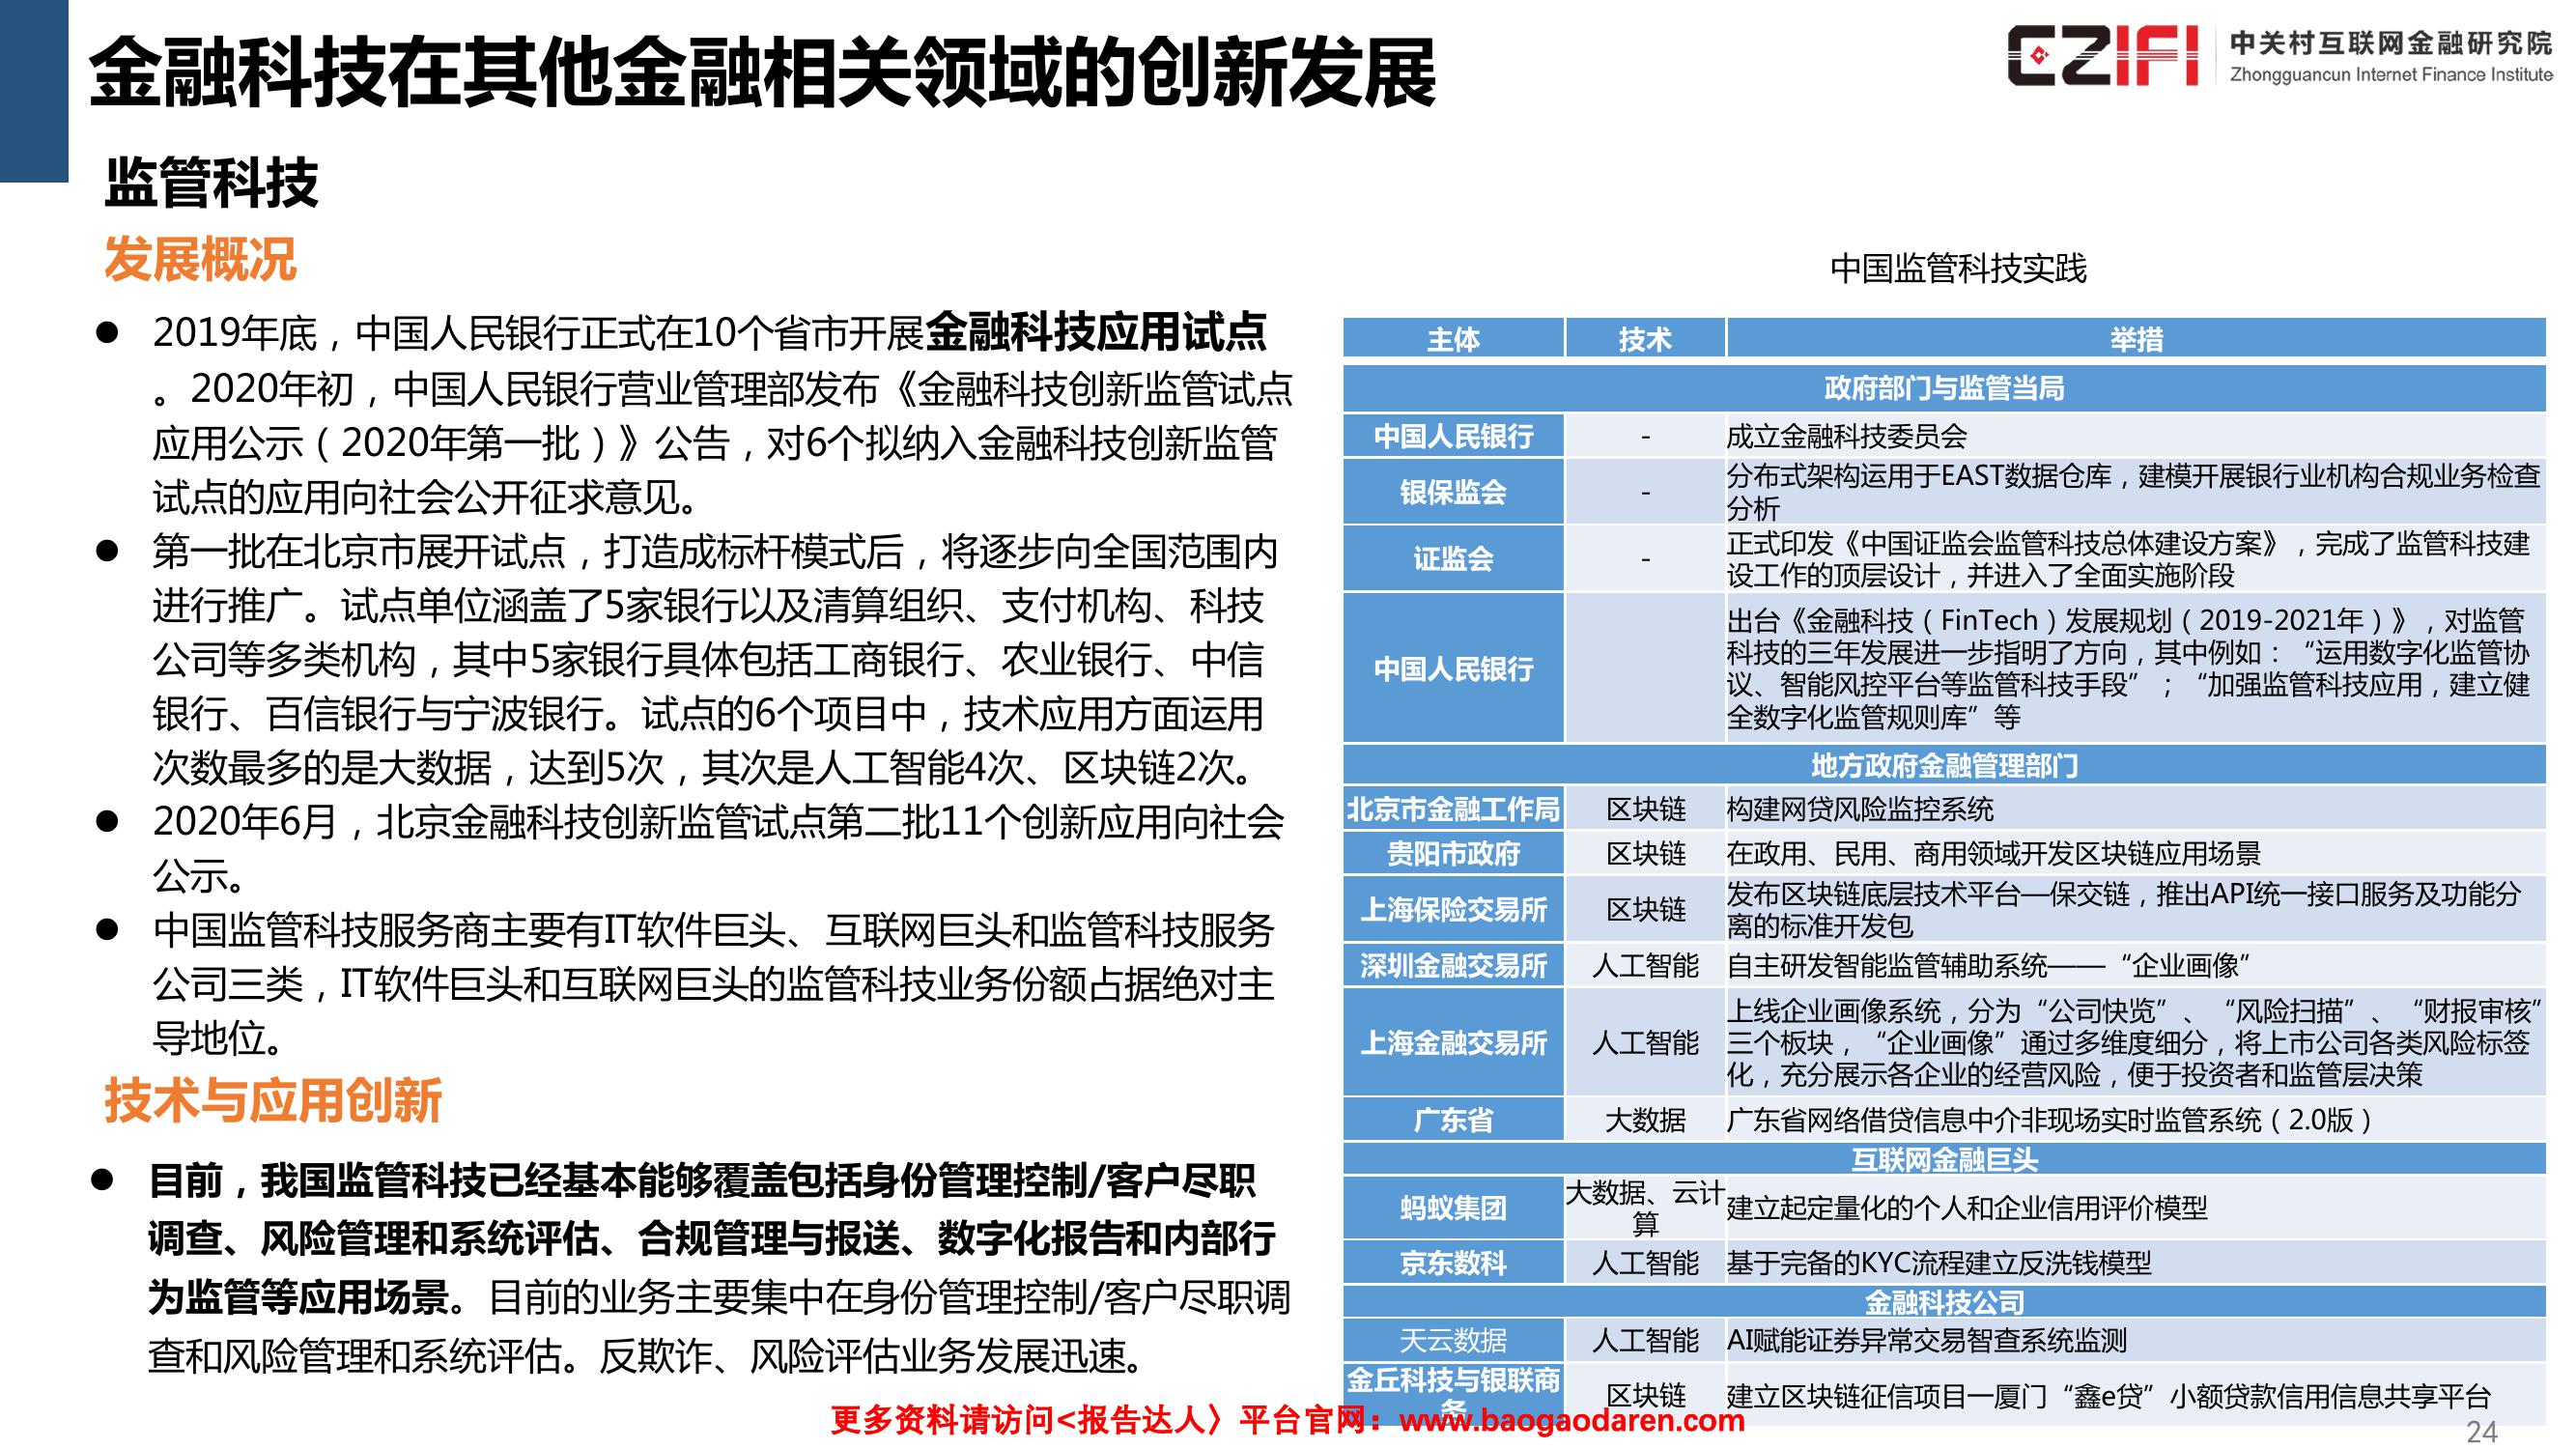 金融科技在其他金融相关领域的创新发展
CZIFI
中关村互联网金融研究院
Zhongguancun Internet Finance Institute
监管科技
发展概况
● 2019年底，中国人民银行正式在10个省市开展金融科技应用试点
。2020年初，中国人民银行营业管理部发布《金融科技创新监管试点
应用公示（2020年第一批）》公告，对6个拟纳入金融科技创新监管
试点的应用向社会公开征求意见。
● 第一批在北京市展开试点，打造成标杆模式后，将逐步向全国范围内
进行推广。试点单位涵盖了5家银行以及清算组织、支付机构、科技
公司等多类机构，其中5家银行具体包括工商银行、农业银行、中信
银行、百信银行与宁波银行。试点的6个项目中，技术应用方面运用
次数最多的是大数据，达到5次，其次是人工智能4次、区块链2次。
● 2020年6月，北京金融科技创新监管试点第二批11个创新应用向社会
公示。
● 中国监管科技服务商主要有IT软件巨头、互联网巨头和监管科技服务
公司三类，IT软件巨头和互联网巨头的监管科技业务份额占据绝对主
导地位。
技术与应用创新
● 目前，我国监管科技已经基本能够覆盖包括身份管理控制/客户尽职
调查、风险管理和系统评估、合规管理与报送、数字化报告和内部行
为监管等应用场景。目前的业务主要集中在身份管理控制/客户尽职调
查和风险管理和系统评估。反欺诈、风险评估业务发展迅速。
中国监管科技实践
主体 技术 举措
政府部门与监管当局
中国人民银行 - 成立金融科技委员会
银保监会 - 分布式架构运用于EAST数据仓库，建模开展银行业机构合规业务检查
分析
证监会 - 正式印发《中国证监会监管科技总体建设方案》，完成了监管科技建
设工作的顶层设计，并进入了全面实施阶段
中国人民银行 出台《金融科技（FinTech）发展规划（2019-2021年）》，对监管
科技的三年发展进一步指明了方向，其中例如：“运用数字化监管协
议、智能风控平台等监管科技手段”；“加强监管科技应用，建立健
全数字化监管规则库”等
地方政府金融管理部门
北京市金融工作局 区块链 构建网贷风险监控系统
贵阳市政府 区块链 在政用、民用、商用领域开发区块链应用场景
上海保险交易所 区块链 发布区块链底层技术平台—保交链，推出API统一接口服务及功能分
离的标准开发包
深圳金融交易所 人工智能 自主研发智能监管辅助系统——“企业画像“
上海金融交易所 人工智能 上线企业画像系统，分为“公司快览”、“风险扫描”、“财报审核”
三个板块，“企业画像”通过多维度细分，将上市公司各类风险标签
化，充分展示各企业的经营风险，便于投资者和监管层决策
广东省 大数据 广东省网络借贷信息中介非现场实时监管系统（2.0版）
互联网金融巨头
蚂蚁集团 大数据、云计
算 建立起定量化的个人和企业信用评价模型
京东数科 人工智能 基于完备的KYC流程建立反洗钱模型
金融科技公司
天云数据 人工智能 AI赋能证券异常交易智查系统监测
金丘科技与银联商
务 区块链 建立区块链征信项目一厦门“鑫e贷”小额贷款信用信息共享平台
更多资料请访问<报告达人〉平台官网：www.baogaodaren.com
24